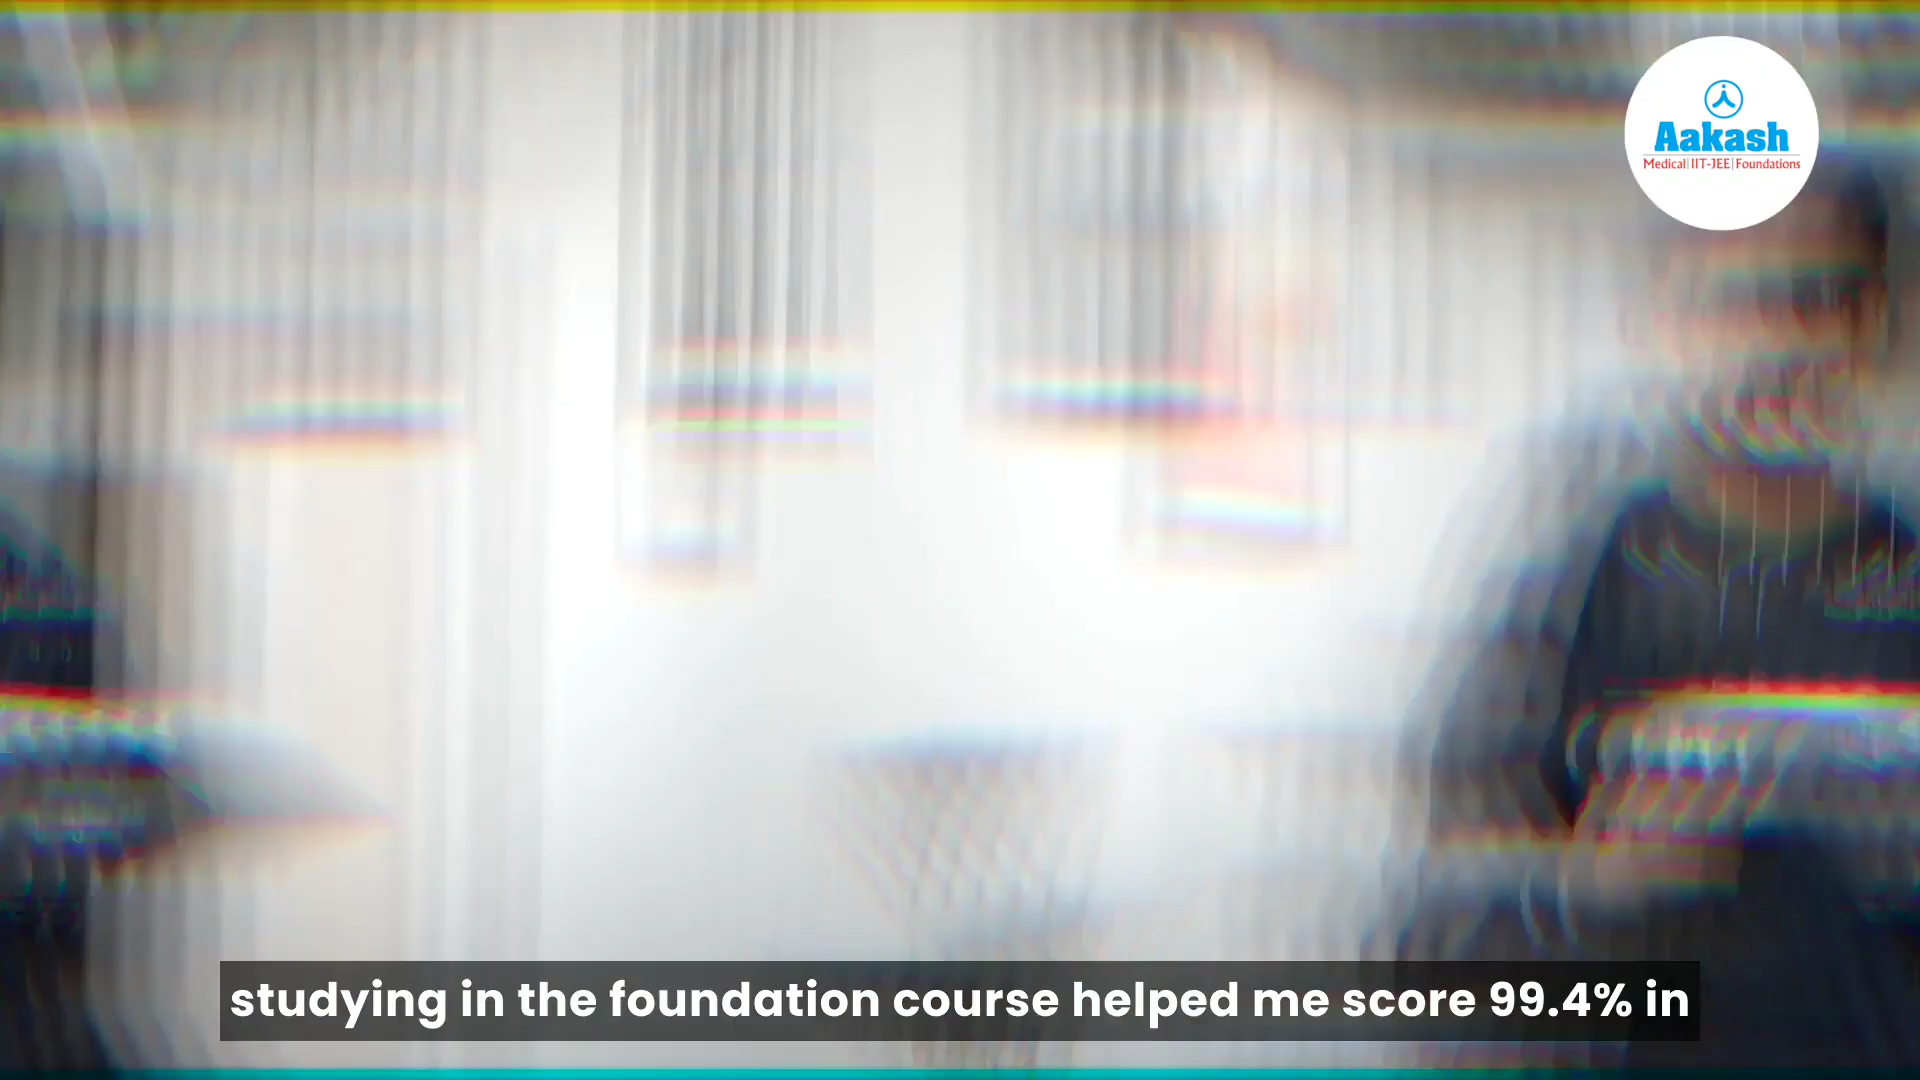 Aakash
Medical|IIT-JEE|Foundations
studying in the foundation course helped me score 99.4% in